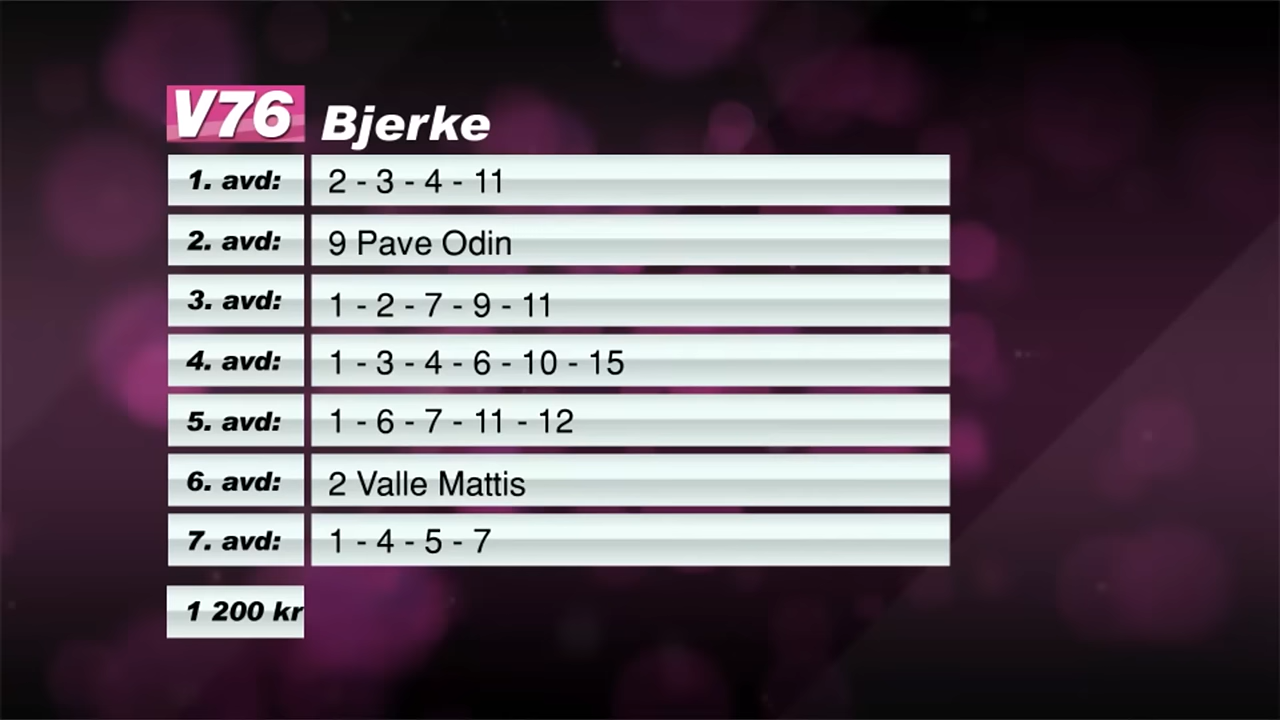 V76 Bjerke
1. avd: 2 - 3 - 4 - 11
2. avd: 9 Pave Odin
3. avd: 1 - 2 - 7 - 9 - 11
4. avd: 1 - 3 - 4 - 6 - 10 - 15
5. avd: 1 - 6 - 7 - 11 - 12
6. avd: 2 Valle Mattis
7. avd: 1 - 4 - 5 - 7
1 200 kr